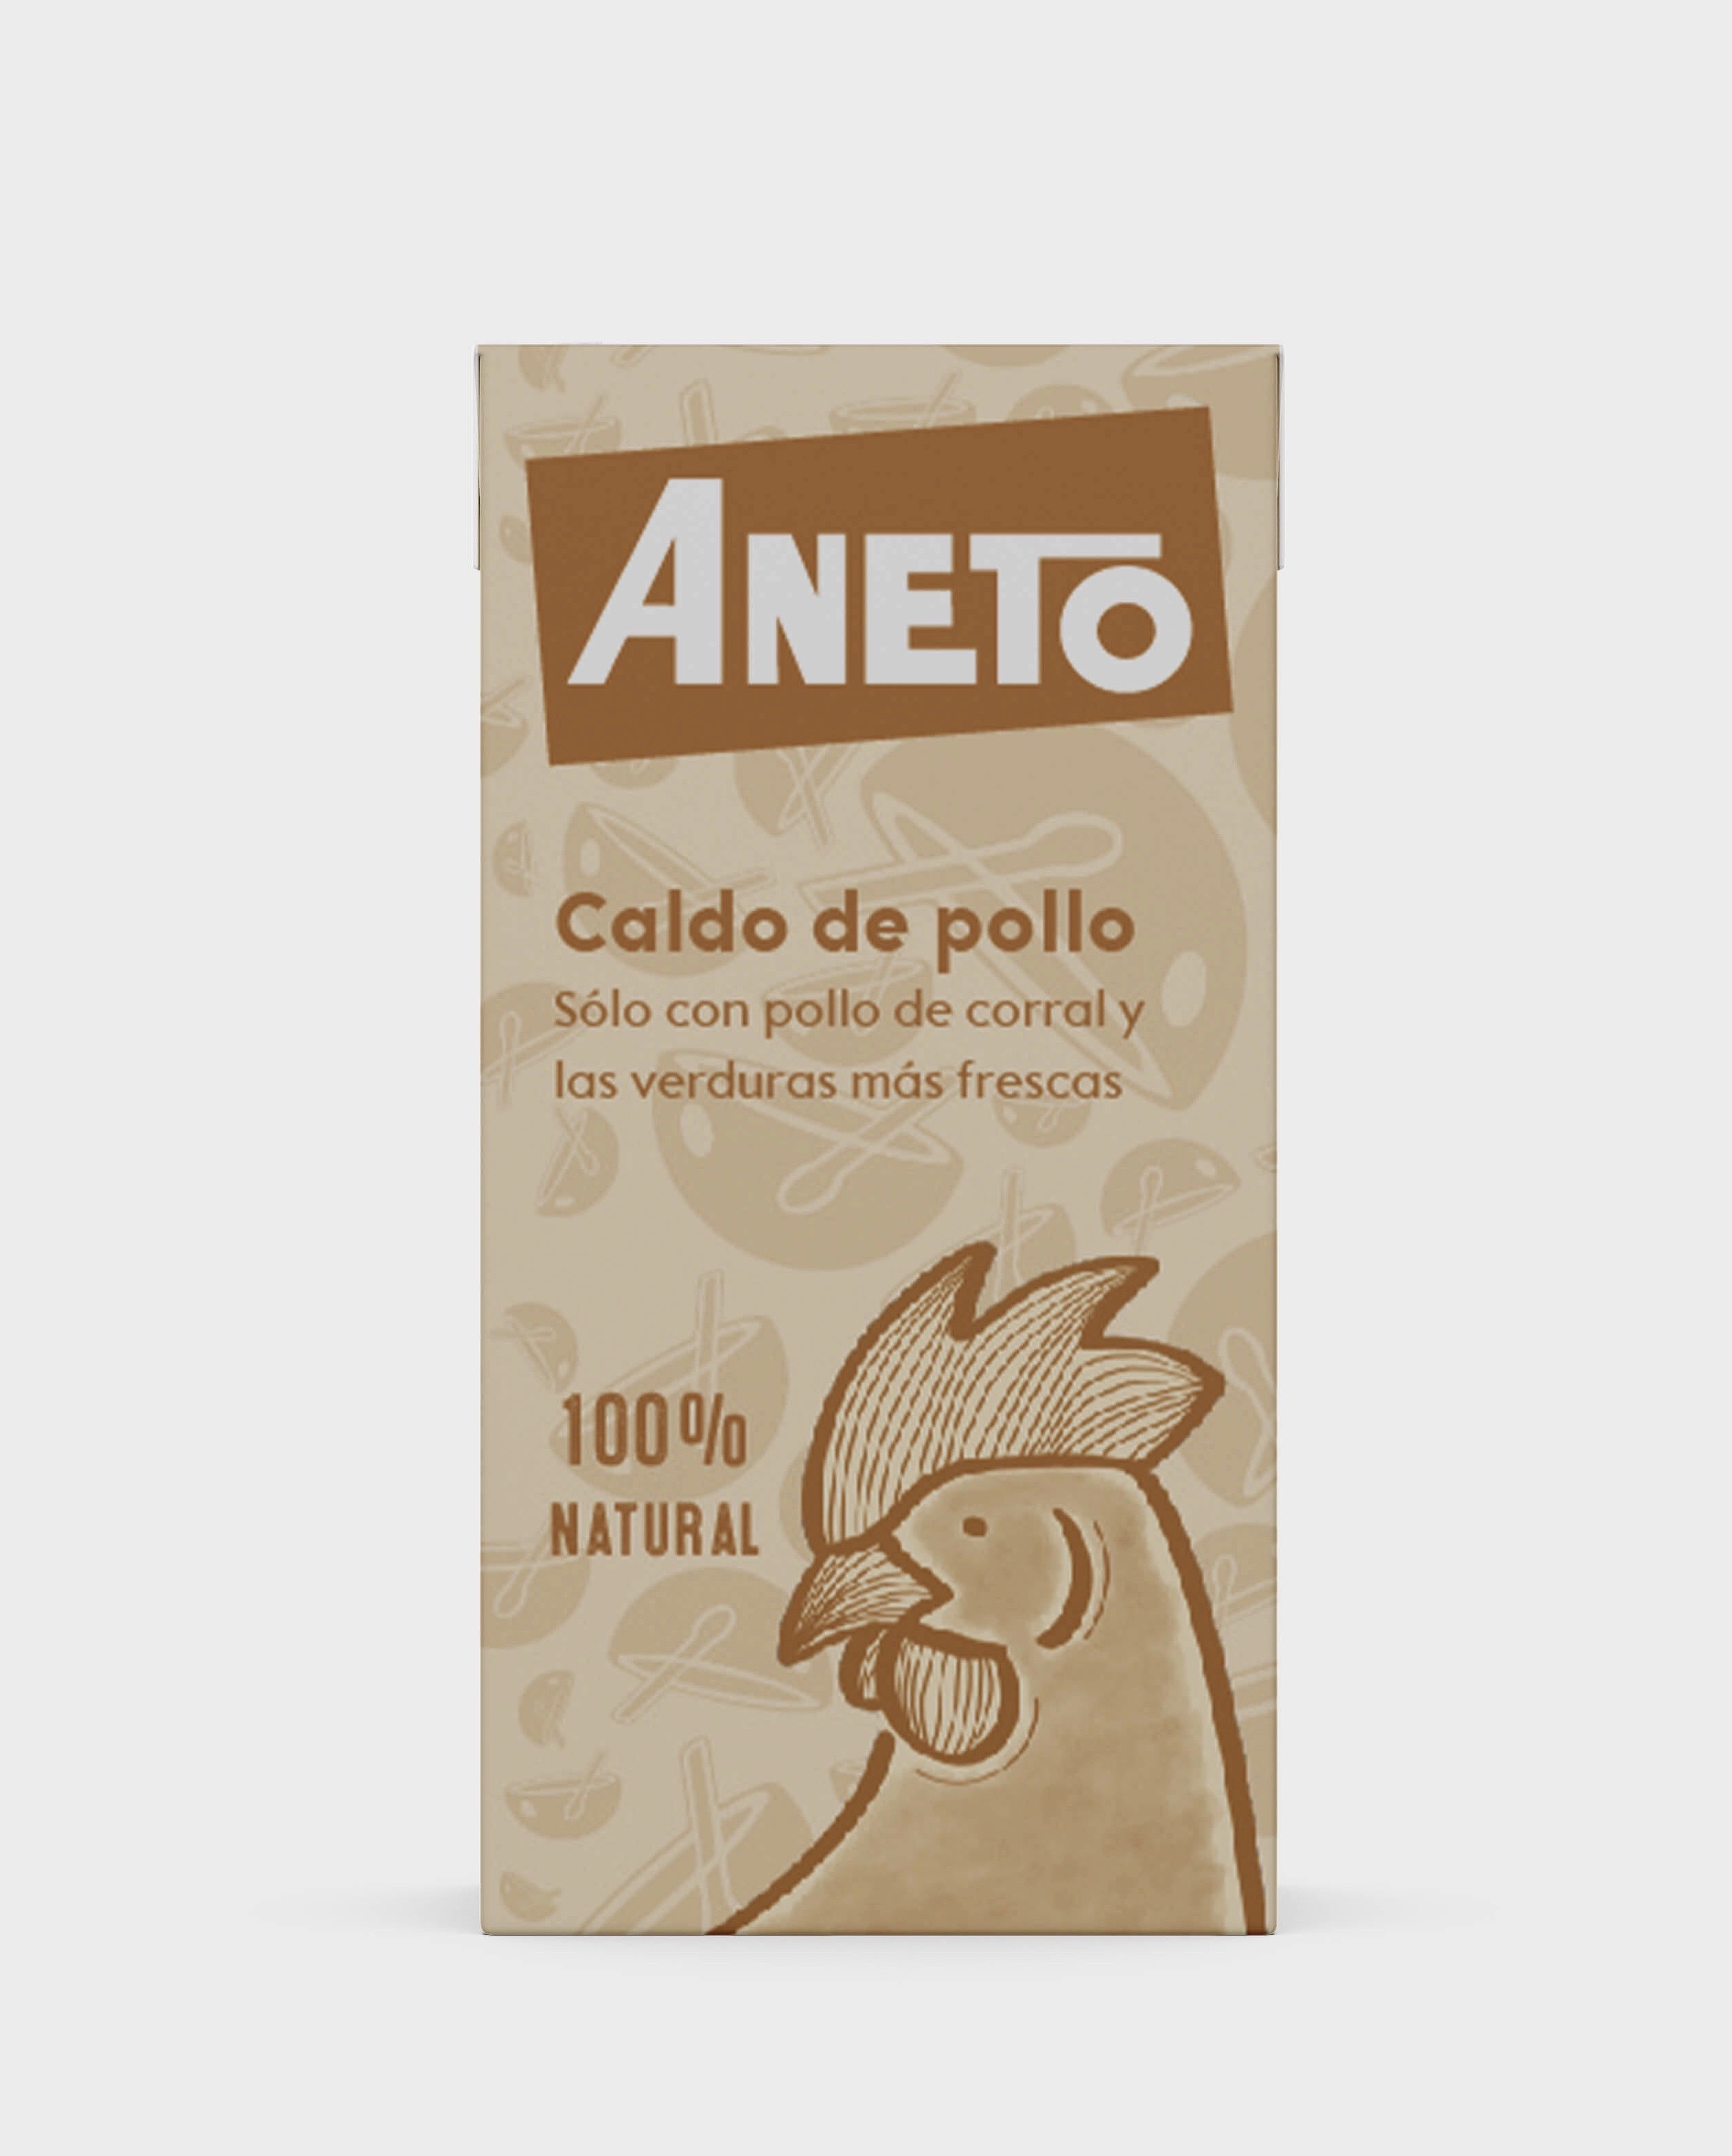 ANETO
Caldo de pollo
Sólo con pollo de corral y
las verduras más frescas
100%
NATURAL